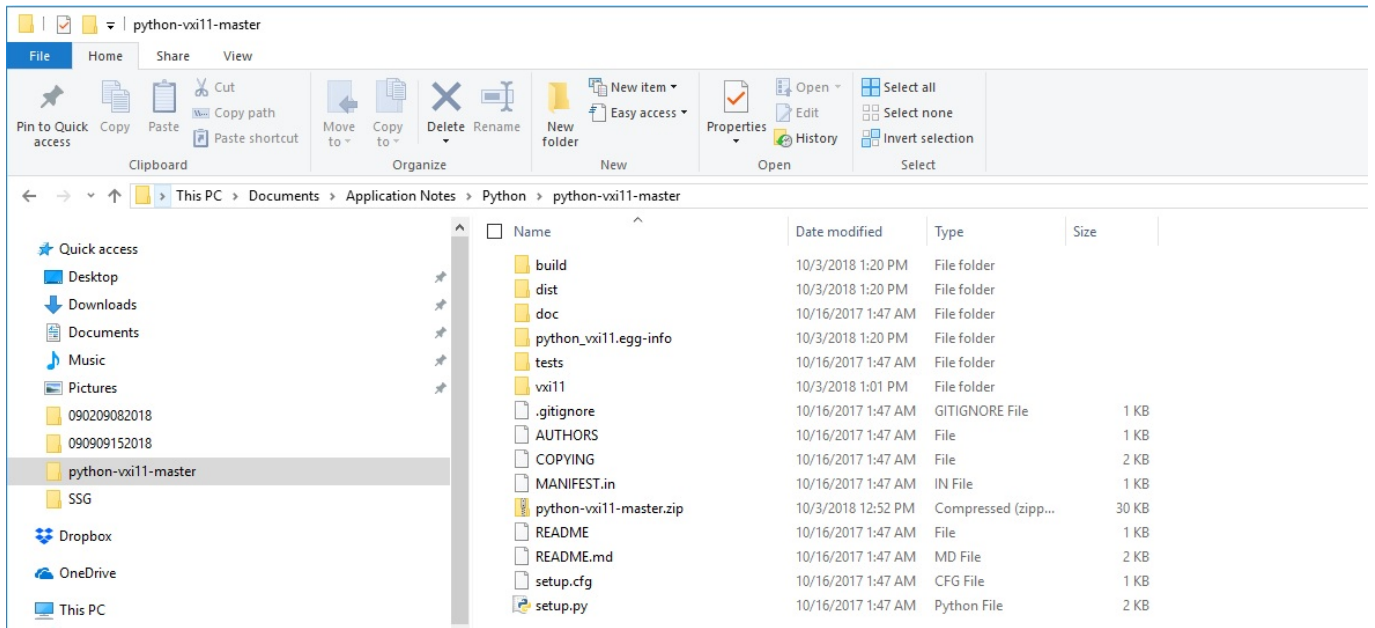 python-vxi11-master
File Home Share View
Pin to Quick access
Copy
Paste
Cut
Copy path
Paste shortcut
Clipboard
Move to
Copy to
Delete
Rename
Organize
New folder
New item
Easy access
New
Properties
Open
Edit
History
Open
Select all
Select none
Invert selection
Select
This PC > Documents > Application Notes > Python > python-vxi11-master
Quick access
Desktop
Downloads
Documents
Music
Pictures
090209082018
090909152018
python-vxi11-master
SSG
Dropbox
OneDrive
This PC
Name Date modified Type Size
build 10/3/2018 1:20 PM File folder
dist 10/3/2018 1:20 PM File folder
doc 10/16/2017 1:47 AM File folder
python_vxi11.egg-info 10/3/2018 1:20 PM File folder
tests 10/16/2017 1:47 AM File folder
vxi11 10/3/2018 1:01 PM File folder
.gitignore 10/16/2017 1:47 AM GITIGNORE File 1 KB
AUTHORS 10/16/2017 1:47 AM File 1 KB
COPYING 10/16/2017 1:47 AM File 2 KB
MANIFEST.in 10/16/2017 1:47 AM IN File 1 KB
python-vxi11-master.zip 10/3/2018 12:52 PM Compressed (zipp... 30 KB
README 10/16/2017 1:47 AM File 1 KB
README.md 10/16/2017 1:47 AM MD File 2 KB
setup.cfg 10/16/2017 1:47 AM CFG File 1 KB
setup.py 10/16/2017 1:47 AM Python File 2 KB